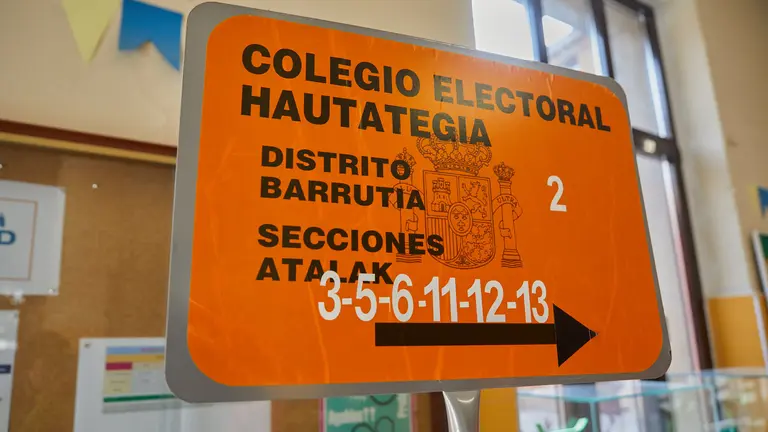 COLEGIO ELECTORAL
HAUTATEGIA
DISTRITO
BARRUTIA
2
SECCIONES
ATALAK
3-5-6-11-12-13